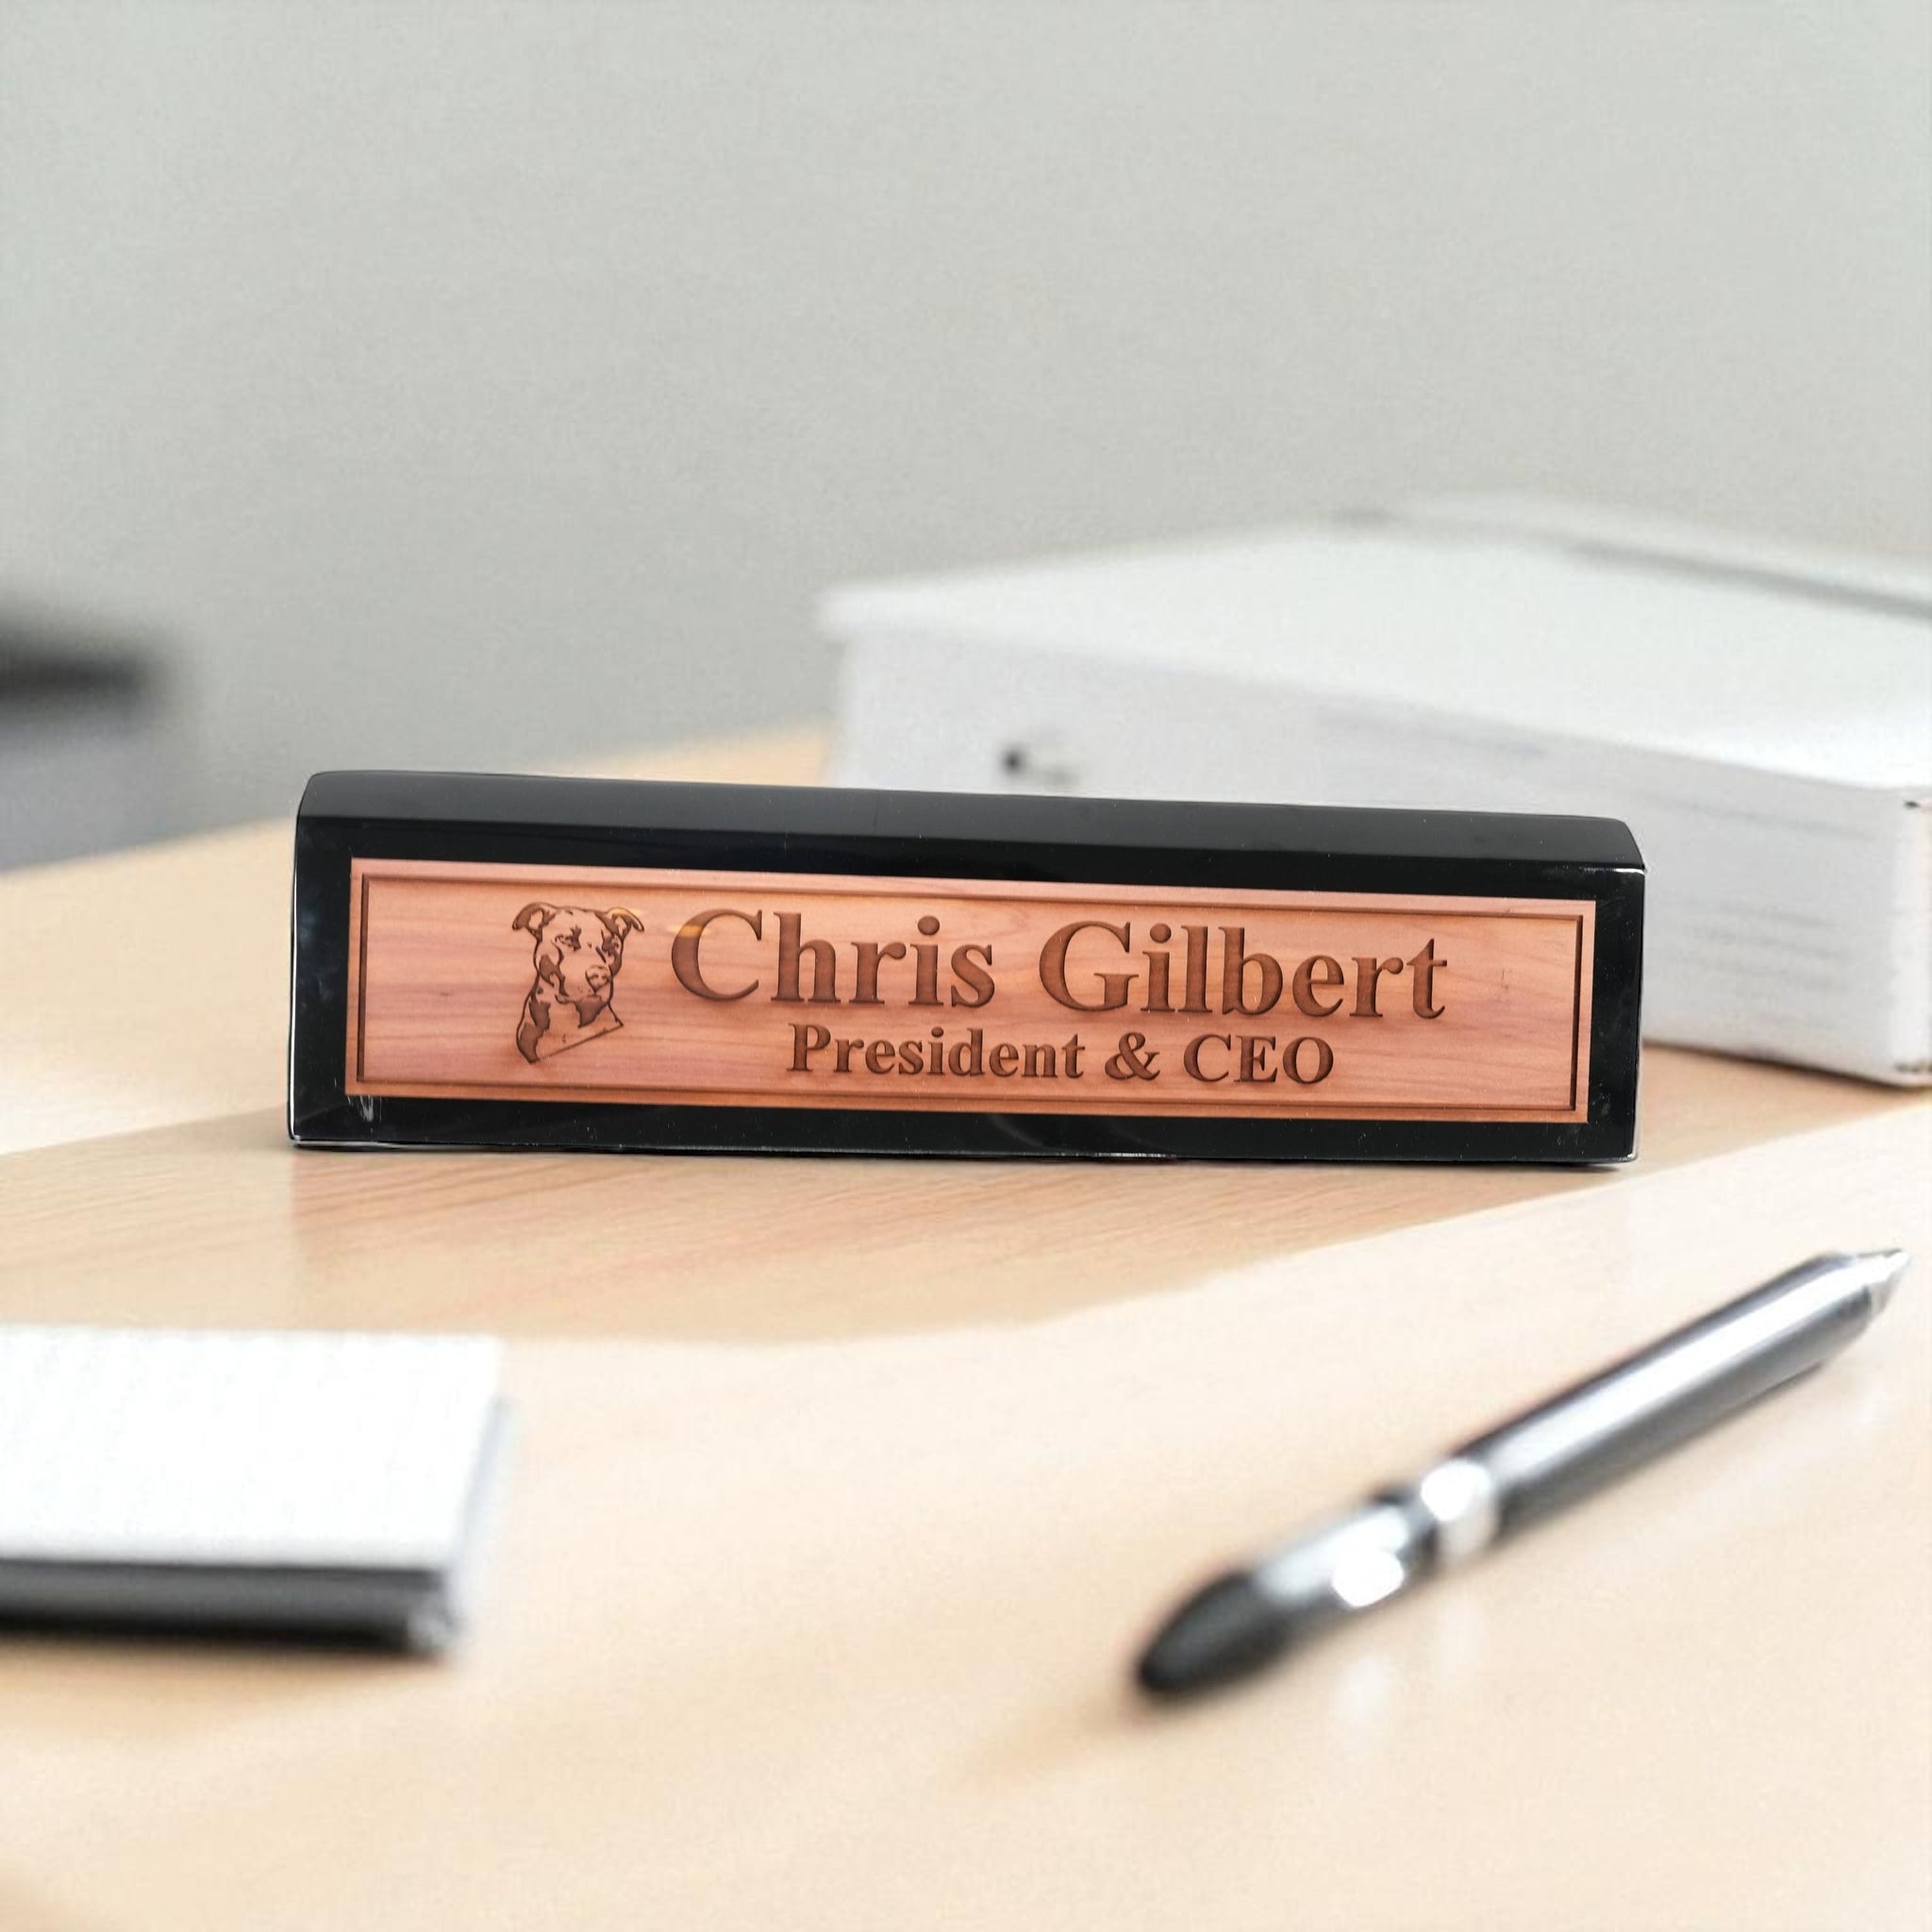 Chris Gilbert
President & CEO